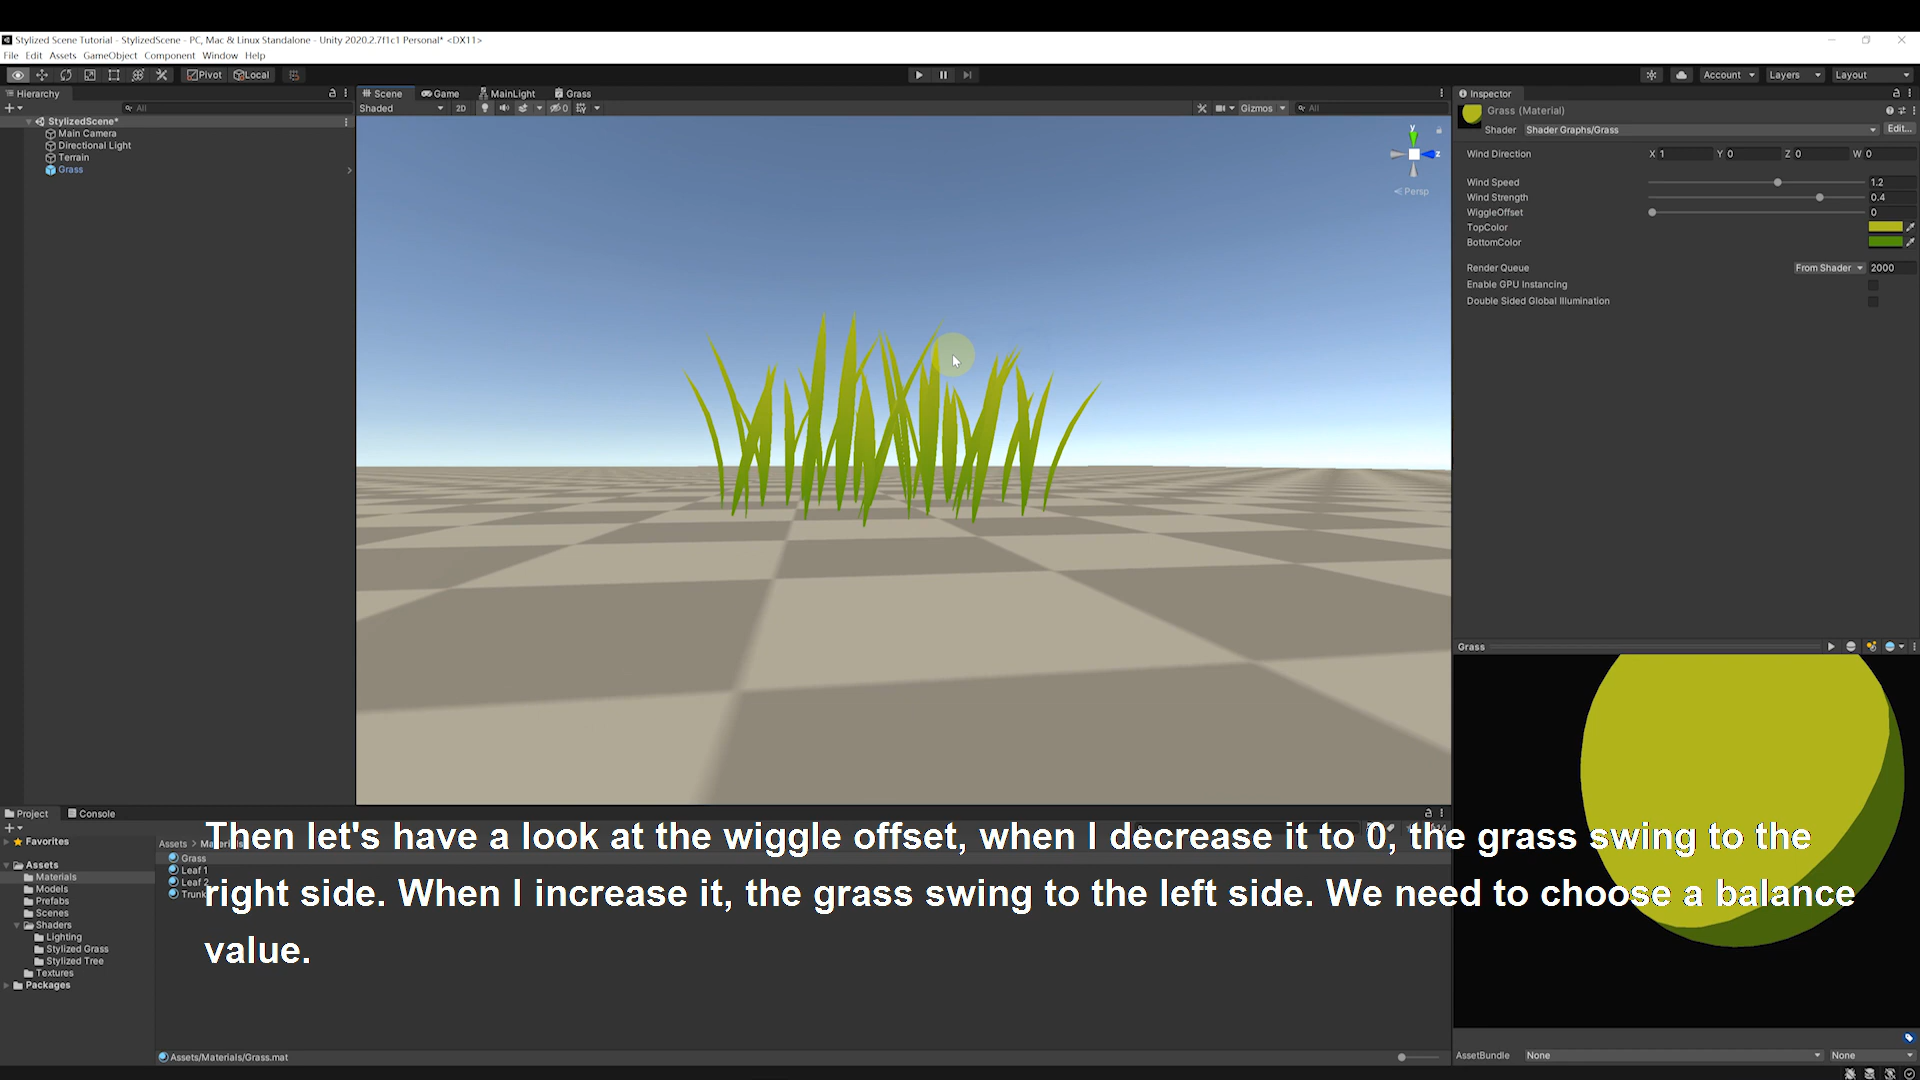 Stylized Scene Tutorial - StylizedScene - PC, Mac & Linux Standalone - Unity 2020.2.7f1c1 Personal* <DX11>
File Edit Assets GameObject Component Window Help
Pivot Local Account Layers Layout
Hierarchy
All
StylizedScene*
Main Camera
Directional Light
Terrain
Grass
Scene Game MainLight Grass
Shaded 2D 0 Gizmos All
y
z
Persp
Inspector
Grass (Material)
Shader Shader Graphs/Grass Edit...
Wind Direction X 1 Y 0 Z 0 W 0
Wind Speed 1.2
Wind Strength 0.4
WiggleOffset 0
TopColor
BottomColor
Render Queue From Shader 2000
Enable GPU Instancing
Double Sided Global Illumination
Grass
Project Console
Favorites
Assets
Materials
Models
Prefabs
Scenes
Shaders
Lighting
Stylized Grass
Stylized Tree
Textures
Packages
Assets
Grass
Leaf 1
Leaf 2
Trunk
Then let's have a look at the wiggle offset, when I decrease it to 0, the grass swing to the
right side. When I increase it, the grass swing to the left side. We need to choose a balance
value.
Assets/Materials/Grass.mat
AssetBundle None None